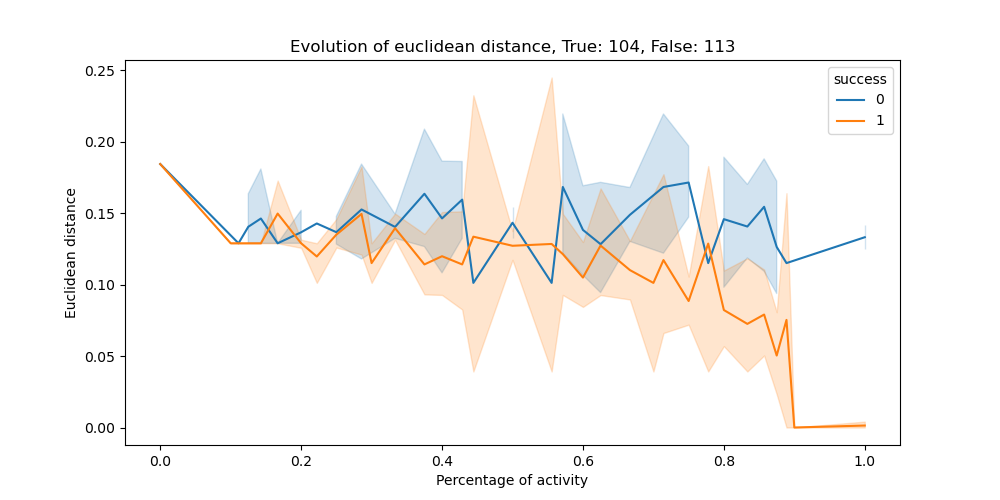 Evolution of euclidean distance, True: 104, False: 113
success
0
1
0.25
0.20
0.15
0.10
0.05
0.00
Euclidean distance
0.0 0.2 0.4 0.6 0.8 1.0
Percentage of activity